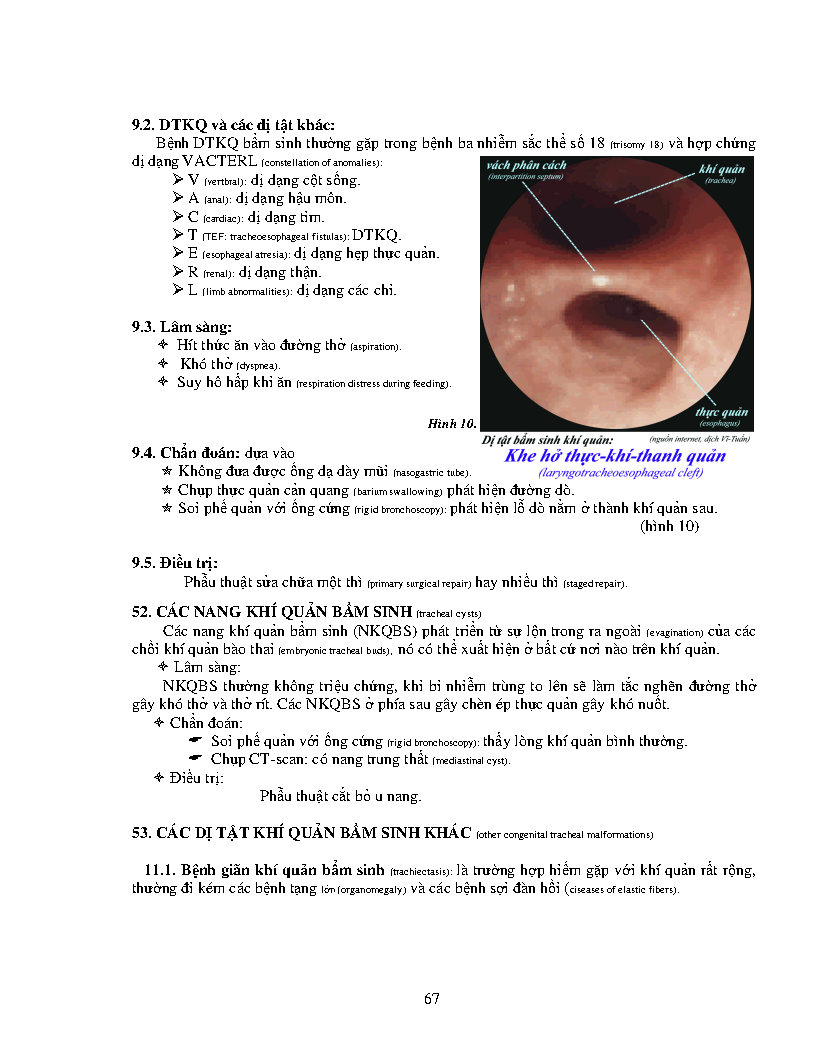 9.2. DTKQ và các dị tật khác:
Bệnh DTKQ bẩm sinh thường gặp trong bệnh ba nhiễm sắc thể số 18 (trisomy 18) và hợp chứng
dị dạng VACTERL (constellation of anomalies):
➢ V (vertbral): dị dạng cột sống.
➢ A (anal): dị dạng hậu môn.
➢ C (cardiac): dị dạng tim.
➢ T (TEF: tracheoesophageal fistulas): DTKQ.
➢ E (esophageal atresia): dị dạng hẹp thực quản.
➢ R (renal): dị dạng thận.
➢ L (limb abnormalities): dị dạng các chi.
vách phân cách
(interpartition septum)
khí quản
(trachea)
thực quản
(esophagus)
9.3. Lâm sàng:
✧ Hít thức ăn vào đường thở (aspiration).
✧ Khó thở (dyspnea).
✧ Suy hô hấp khi ăn (respiration distress during feeding).
Hình 10.
Dị tật bẩm sinh khí quản: (nguồn internet, dịch Vĩ-Tuấn)
Khe hở thực-khí-thanh quản
(laryngotracheoesophageal cleft)
9.4. Chẩn đoán: dựa vào
✯ Không đưa được ống dạ dày mũi (nasogastric tube).
✯ Chụp thực quản cản quang (barium swallowing) phát hiện đường dò.
✯ Soi phế quản với ống cứng (rigid bronchoscopy): phát hiện lỗ dò nằm ở thành khí quản sau.
(hình 10)
9.5. Điều trị:
Phẫu thuật sửa chữa một thì (primary surgical repair) hay nhiều thì (staged repair).
52. CÁC NANG KHÍ QUẢN BẨM SINH (tracheal cysts)
Các nang khí quản bẩm sinh (NKQBS) phát triển từ sự lộn trong ra ngoài (evagination) của các
chồi khí quản bào thai (embryonic tracheal buds), nó có thể xuất hiện ở bất cứ nơi nào trên khí quản.
✧ Lâm sàng:
NKQBS thường không triệu chứng, khi bị nhiễm trùng to lên sẽ làm tắc nghẽn đường thở
gây khó thở và thở rít. Các NKQBS ở phía sau gây chèn ép thực quản gây khó nuốt.
✧ Chẩn đoán:
☛ Soi phế quản với ống cứng (rigid bronchoscopy): thấy lòng khí quản bình thường.
☛ Chụp CT-scan: có nang trung thất (mediastinal cyst).
✧ Điều trị:
Phẫu thuật cắt bỏ u nang.
53. CÁC DỊ TẬT KHÍ QUẢN BẨM SINH KHÁC (other congenital tracheal malformations)
11.1. Bệnh giãn khí quản bẩm sinh (trachiectasis): là trường hợp hiếm gặp với khí quản rất rộng,
thường đi kém các bệnh tạng lớn (organomegaly) và các bệnh sợi đàn hồi (ciseases of elastic fibers).
67